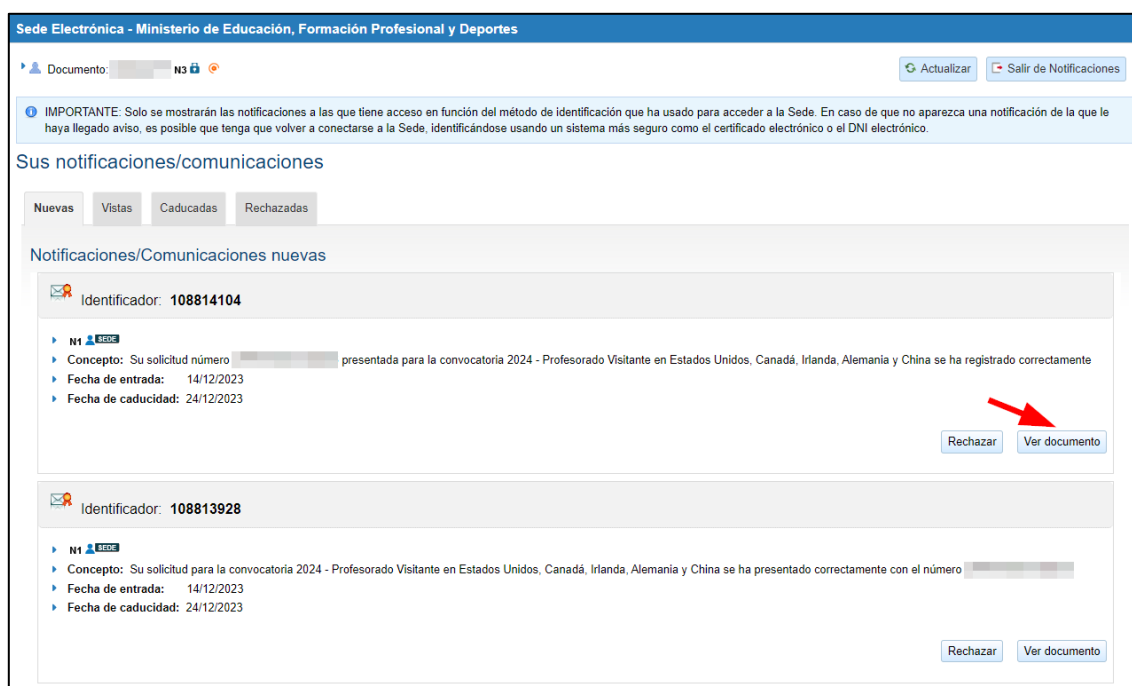 Sede Electrónica - Ministerio de Educación, Formación Profesional y Deportes
Documento: N3
Actualizar
Salir de Notificaciones
IMPORTANTE: Solo se mostrarán las notificaciones a las que tiene acceso en función del método de identificación que ha usado para acceder a la Sede. En caso de que no aparezca una notificación de la que le
haya llegado aviso, es posible que tenga que volver a conectarse a la Sede, identificándose usando un sistema más seguro como el certificado electrónico o el DNI electrónico.
Sus notificaciones/comunicaciones
Nuevas Vistas Caducadas Rechazadas
Notificaciones/Comunicaciones nuevas
Identificador: 108814104
N1 SEDE
Concepto: Su solicitud número presentada para la convocatoria 2024 - Profesorado Visitante en Estados Unidos, Canadá, Irlanda, Alemania y China se ha registrado correctamente
Fecha de entrada: 14/12/2023
Fecha de caducidad: 24/12/2023
Rechazar Ver documento
Identificador: 108813928
N1 SEDE
Concepto: Su solicitud para la convocatoria 2024 - Profesorado Visitante en Estados Unidos, Canadá, Irlanda, Alemania y China se ha presentado correctamente con el número
Fecha de entrada: 14/12/2023
Fecha de caducidad: 24/12/2023
Rechazar Ver documento